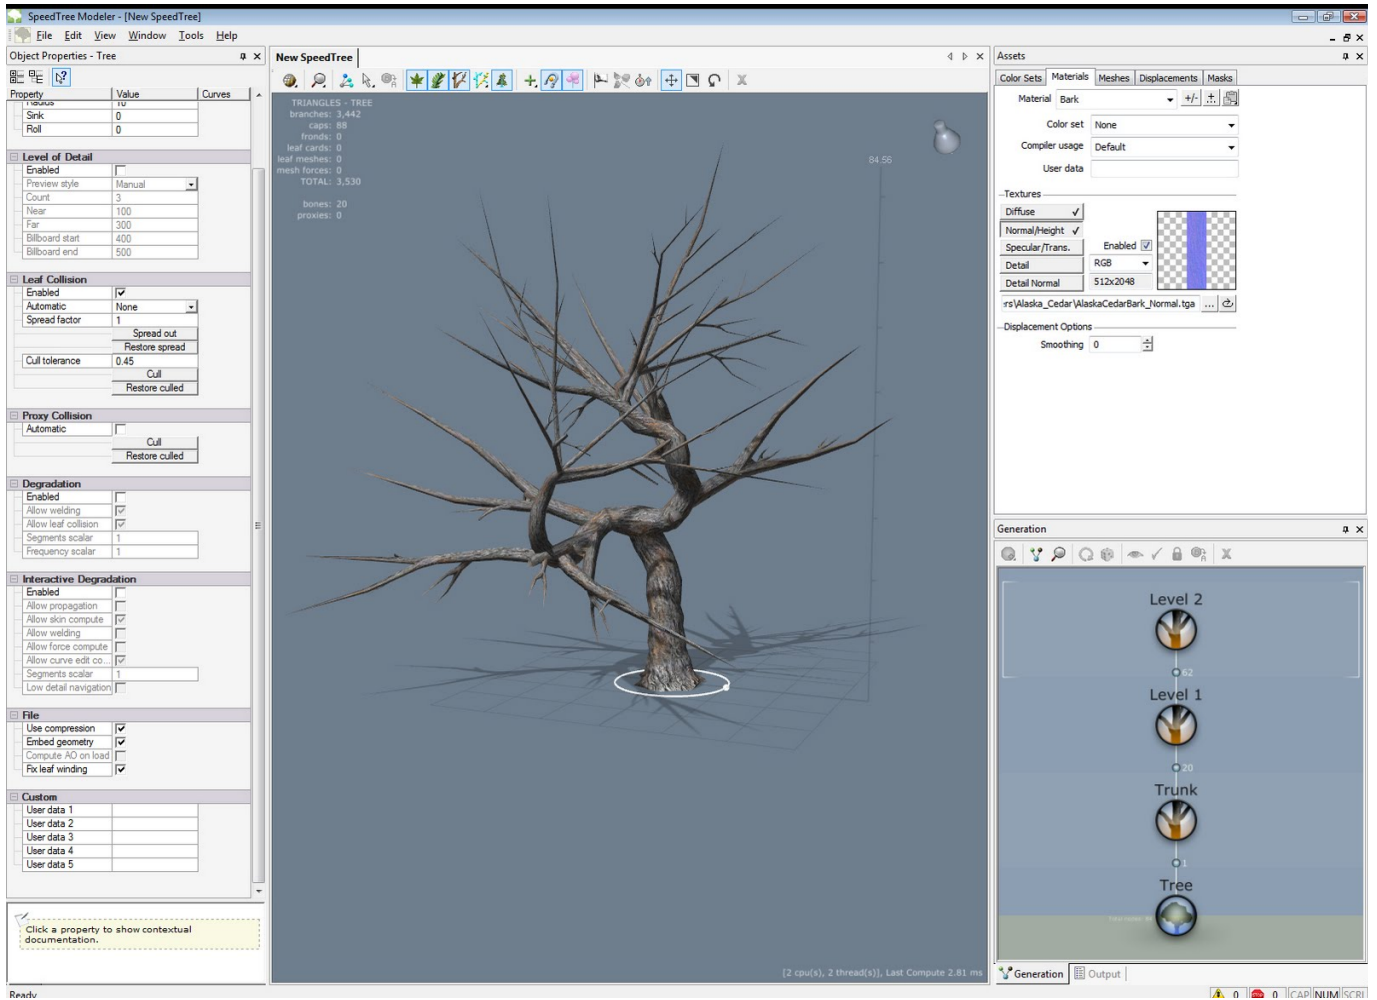 SpeedTree Modeler - [New SpeedTree]
File Edit View Window Tools Help
Object Properties - Tree
Property Value Curves
Radius 10
Sink 0
Roll 0
Level of Detail
Enabled
Preview style Manual
Count 3
Near 100
Far 300
Billboard start 400
Billboard end 500
Leaf Collision
Enabled
Automatic None
Spread factor 1
Spread out
Restore spread
Cull tolerance 0.45
Cull
Restore culled
Proxy Collision
Automatic
Cull
Restore culled
Degradation
Enabled
Allow welding
Allow leaf collision
Segments scalar 1
Frequency scalar 1
Interactive Degradation
Enabled
Allow propagation
Allow skin compute
Allow welding
Allow force compute
Allow curve edit co...
Segments scalar 1
Low detail navigation
File
Use compression
Embed geometry
Compute AO on load
Fix leaf winding
Custom
User data 1
User data 2
User data 3
User data 4
User data 5
Click a property to show contextual
documentation.
Ready
New SpeedTree
TRIANGLES - TREE
branches: 3,442
caps: 88
fronds: 0
leaf cards: 0
leaf meshes: 0
mesh forces: 0
TOTAL: 3,530
bones: 20
proxies: 0
84.56
[2 cpu(s), 2 thread(s)], Last Compute 2.81 ms
Assets
Color Sets Materials Meshes Displacements Masks
Material Bark +/-
Color set None
Compiler usage Default
User data
Textures
Diffuse
Normal/Height
Specular/Trans. Enabled
Detail RGB
Detail Normal 512x2048
rs\Alaska_Cedar\AlaskaCedarBark_Normal.tga ...
Displacement Options
Smoothing 0
Generation
Level 2
62
Level 1
20
Trunk
1
Tree
Generation Output
0 0 CAP NUM SCRL